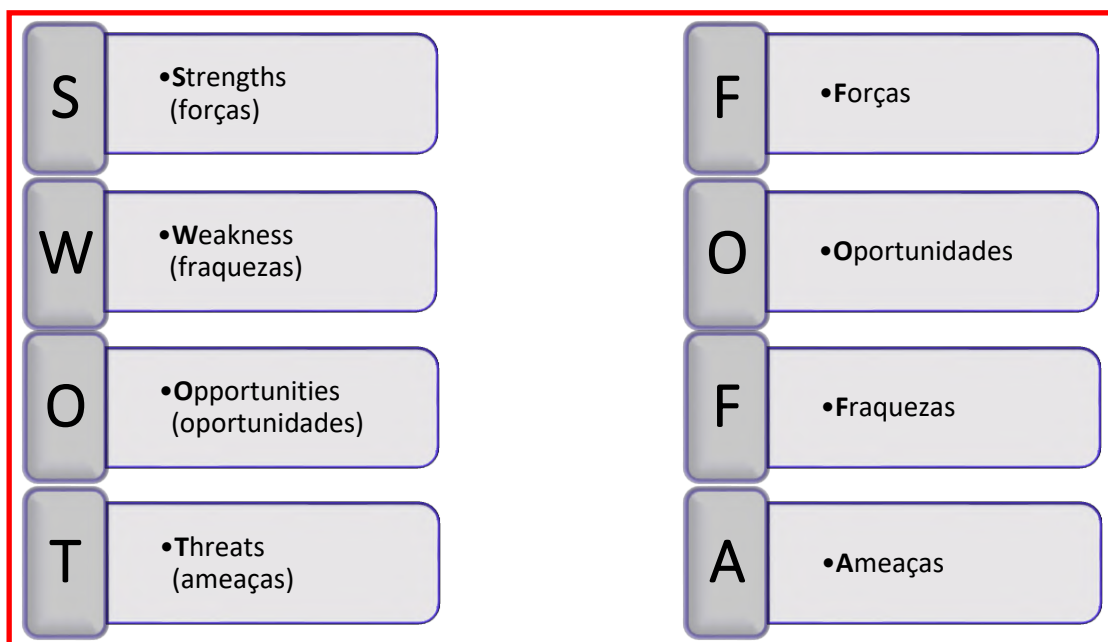 S
•Strengths
(forças)
W
•Weakness
(fraquezas)
O
•Opportunities
(oportunidades)
T
•Threats
(ameaças)
F
•Forças
O
•Oportunidades
F
•Fraquezas
A
•Ameaças